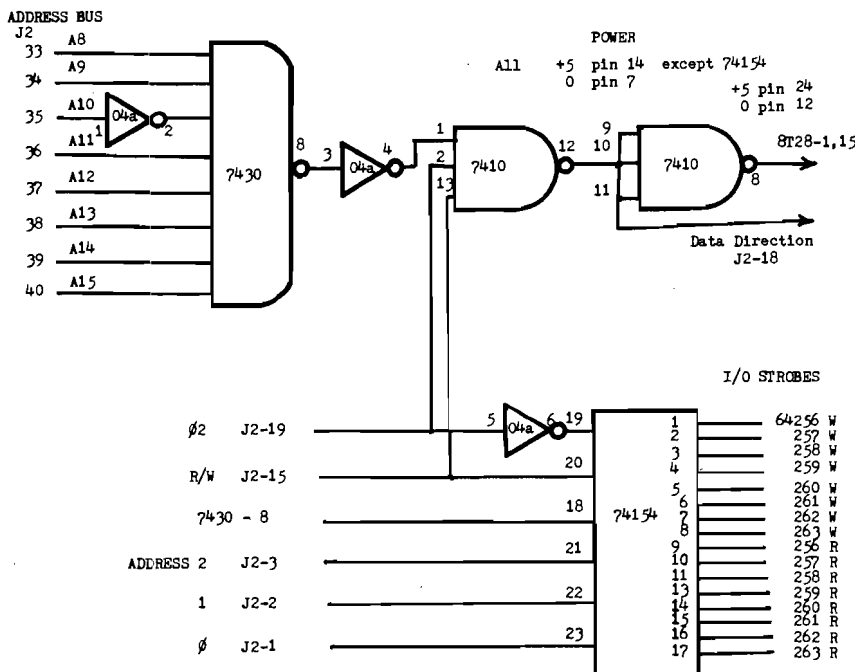 ADDRESS BUS
J2
33 A8
34 A9
35 A10 1 04a 2
36 A11
37 A12
38 A13
39 A14
40 A15
7430 8
3 04a 4
1
2
13
7410 12
9
10
11
7410 8
8T28-1,15
Data Direction
J2-18
POWER
All +5 pin 14 except 74154
0 pin 7
+5 pin 24
0 pin 12
I/O STROBES
Ø2 J2-19 5 04a 6 19
R/W J2-15 20
7430 - 8 18
ADDRESS 2 J2-3 21
1 J2-2 22
Ø J2-1 23
74154
1 64256 W
2 257 W
3 258 W
4 259 W
5 260 W
6 261 W
7 262 W
8 263 W
9 256 R
10 257 R
11 258 R
13 259 R
14 260 R
15 261 R
16 262 R
17 263 R